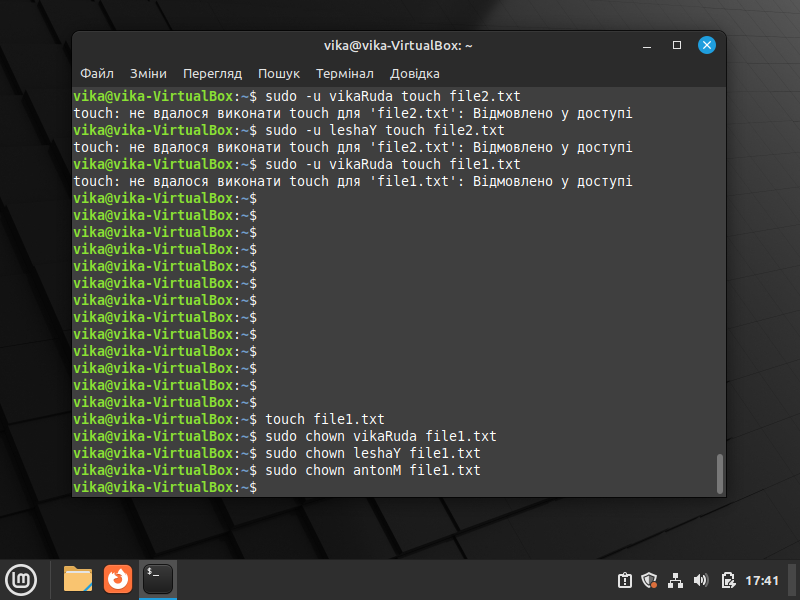 vika@vika-VirtualBox: ~
Файл Зміни Перегляд Пошук Термінал Довідка
vika@vika-VirtualBox:~$ sudo -u vikaRuda touch file2.txt
touch: не вдалося виконати touch для 'file2.txt': Відмовлено у доступі
vika@vika-VirtualBox:~$ sudo -u leshaY touch file2.txt
touch: не вдалося виконати touch для 'file2.txt': Відмовлено у доступі
vika@vika-VirtualBox:~$ sudo -u vikaRuda touch file1.txt
touch: не вдалося виконати touch для 'file1.txt': Відмовлено у доступі
vika@vika-VirtualBox:~$
vika@vika-VirtualBox:~$
vika@vika-VirtualBox:~$
vika@vika-VirtualBox:~$
vika@vika-VirtualBox:~$
vika@vika-VirtualBox:~$
vika@vika-VirtualBox:~$
vika@vika-VirtualBox:~$
vika@vika-VirtualBox:~$
vika@vika-VirtualBox:~$
vika@vika-VirtualBox:~$
vika@vika-VirtualBox:~$
vika@vika-VirtualBox:~$
vika@vika-VirtualBox:~$ touch file1.txt
vika@vika-VirtualBox:~$ sudo chown vikaRuda file1.txt
vika@vika-VirtualBox:~$ sudo chown leshaY file1.txt
vika@vika-VirtualBox:~$ sudo chown antonM file1.txt
vika@vika-VirtualBox:~$
17:41